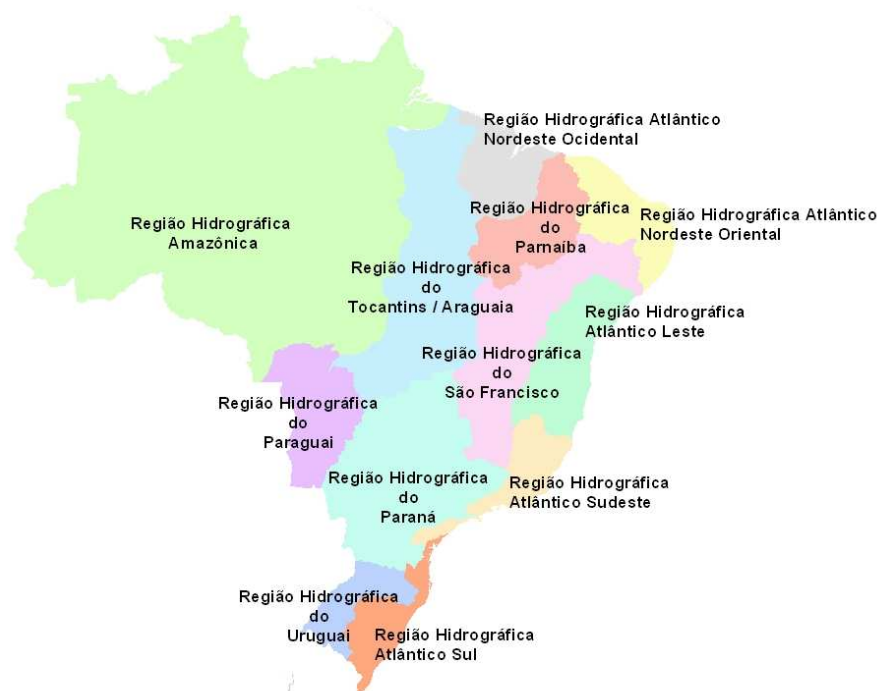 Região Hidrográfica Atlântico
Nordeste Ocidental
Região Hidrográfica
do
Parnaíba
Região Hidrográfica Atlântico
Nordeste Oriental
Região Hidrográfica
Amazônica
Região Hidrográfica
do
Tocantins / Araguaia
Região Hidrográfica
Atlântico Leste
Região Hidrográfica
do
São Francisco
Região Hidrográfica
do
Paraguai
Região Hidrográfica
do
Paraná
Região Hidrográfica
Atlântico Sudeste
Região Hidrográfica
do
Uruguai
Região Hidrográfica
Atlântico Sul